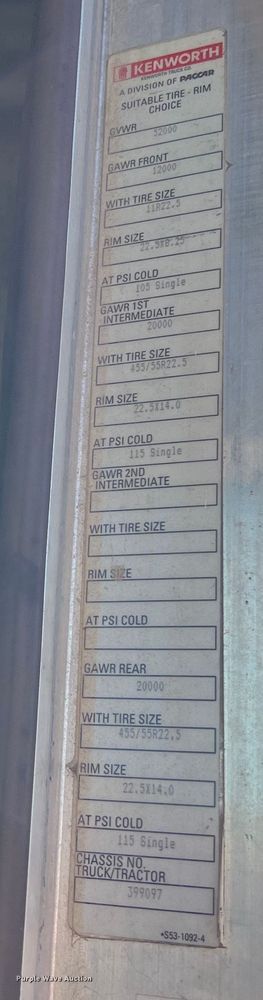 KENWORTH
KENWORTH TRUCK CO.
A DIVISION OF PACCAR
SUITABLE TIRE - RIM
CHOICE
GVWR
52000
GAWR FRONT
12000
WITH TIRE SIZE
11R22.5
RIM SIZE
22.5X8.25
AT PSI COLD
105 Single
GAWR 1ST
INTERMEDIATE
20000
WITH TIRE SIZE
455/55R22.5
RIM SIZE
22.5X14.0
AT PSI COLD
115 Single
GAWR 2ND
INTERMEDIATE
WITH TIRE SIZE
RIM SIZE
AT PSI COLD
GAWR REAR
20000
WITH TIRE SIZE
455/55R22.5
RIM SIZE
22.5X14.0
AT PSI COLD
115 Single
CHASSIS NO.
TRUCK/TRACTOR
399097
*S53-1092-4
Purple Wave Auction